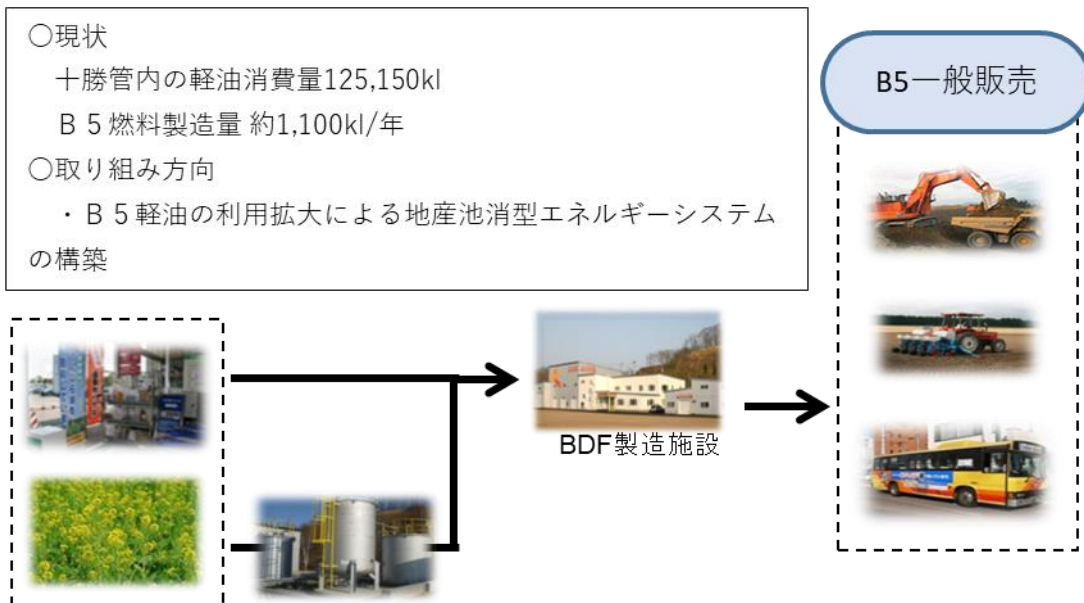 〇現状
十勝管内の軽油消費量125,150kl
Ｂ５燃料製造量 約1,100kl/年
〇取り組み方向
・Ｂ５軽油の利用拡大による地産池消型エネルギーシステム
の構築
B5一般販売
BDF製造施設